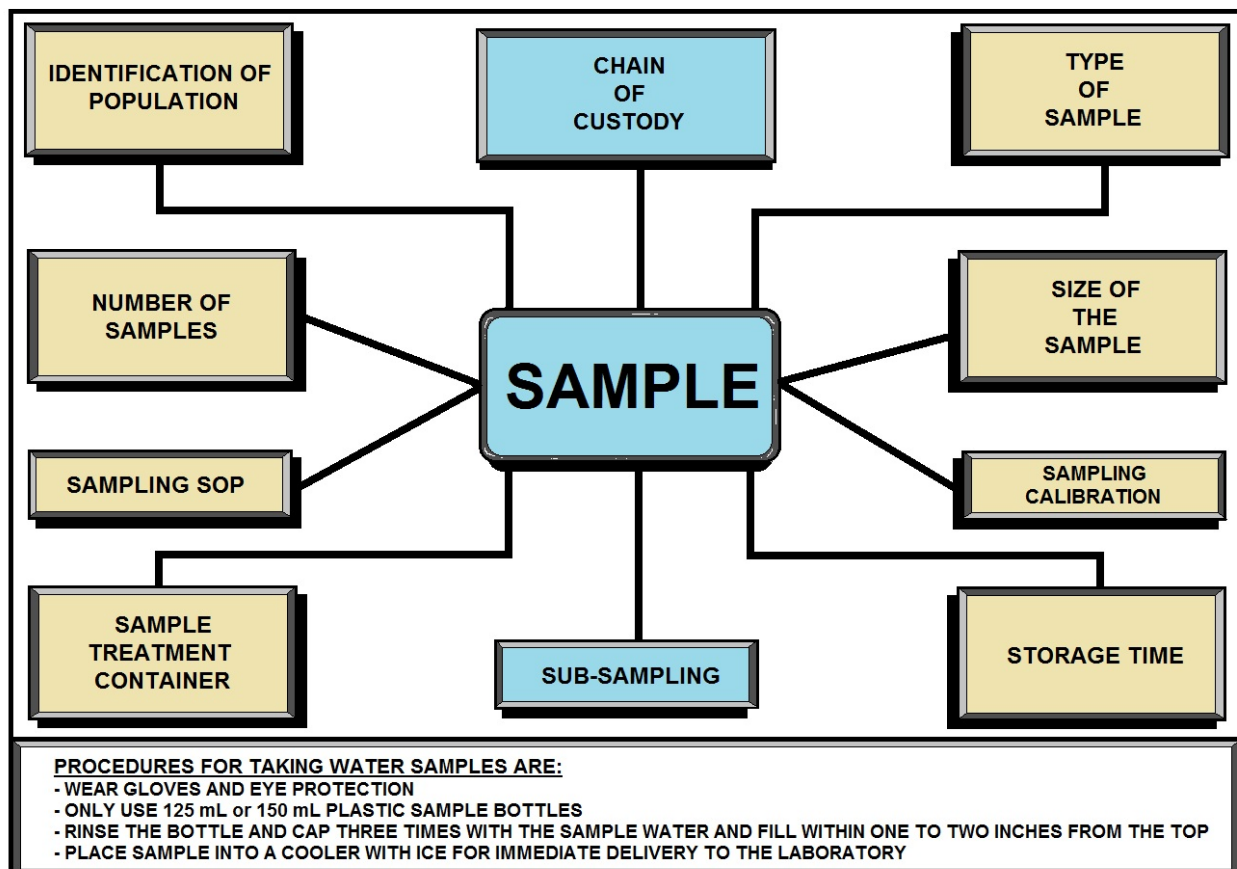 IDENTIFICATION OF
POPULATION
CHAIN
OF
CUSTODY
TYPE
OF
SAMPLE
NUMBER OF
SAMPLES
SIZE OF
THE
SAMPLE
SAMPLE
SAMPLING SOP
SAMPLING
CALIBRATION
SAMPLE
TREATMENT
CONTAINER
SUB-SAMPLING
STORAGE TIME
PROCEDURES FOR TAKING WATER SAMPLES ARE:
- WEAR GLOVES AND EYE PROTECTION
- ONLY USE 125 mL or 150 mL PLASTIC SAMPLE BOTTLES
- RINSE THE BOTTLE AND CAP THREE TIMES WITH THE SAMPLE WATER AND FILL WITHIN ONE TO TWO INCHES FROM THE TOP
- PLACE SAMPLE INTO A COOLER WITH ICE FOR IMMEDIATE DELIVERY TO THE LABORATORY